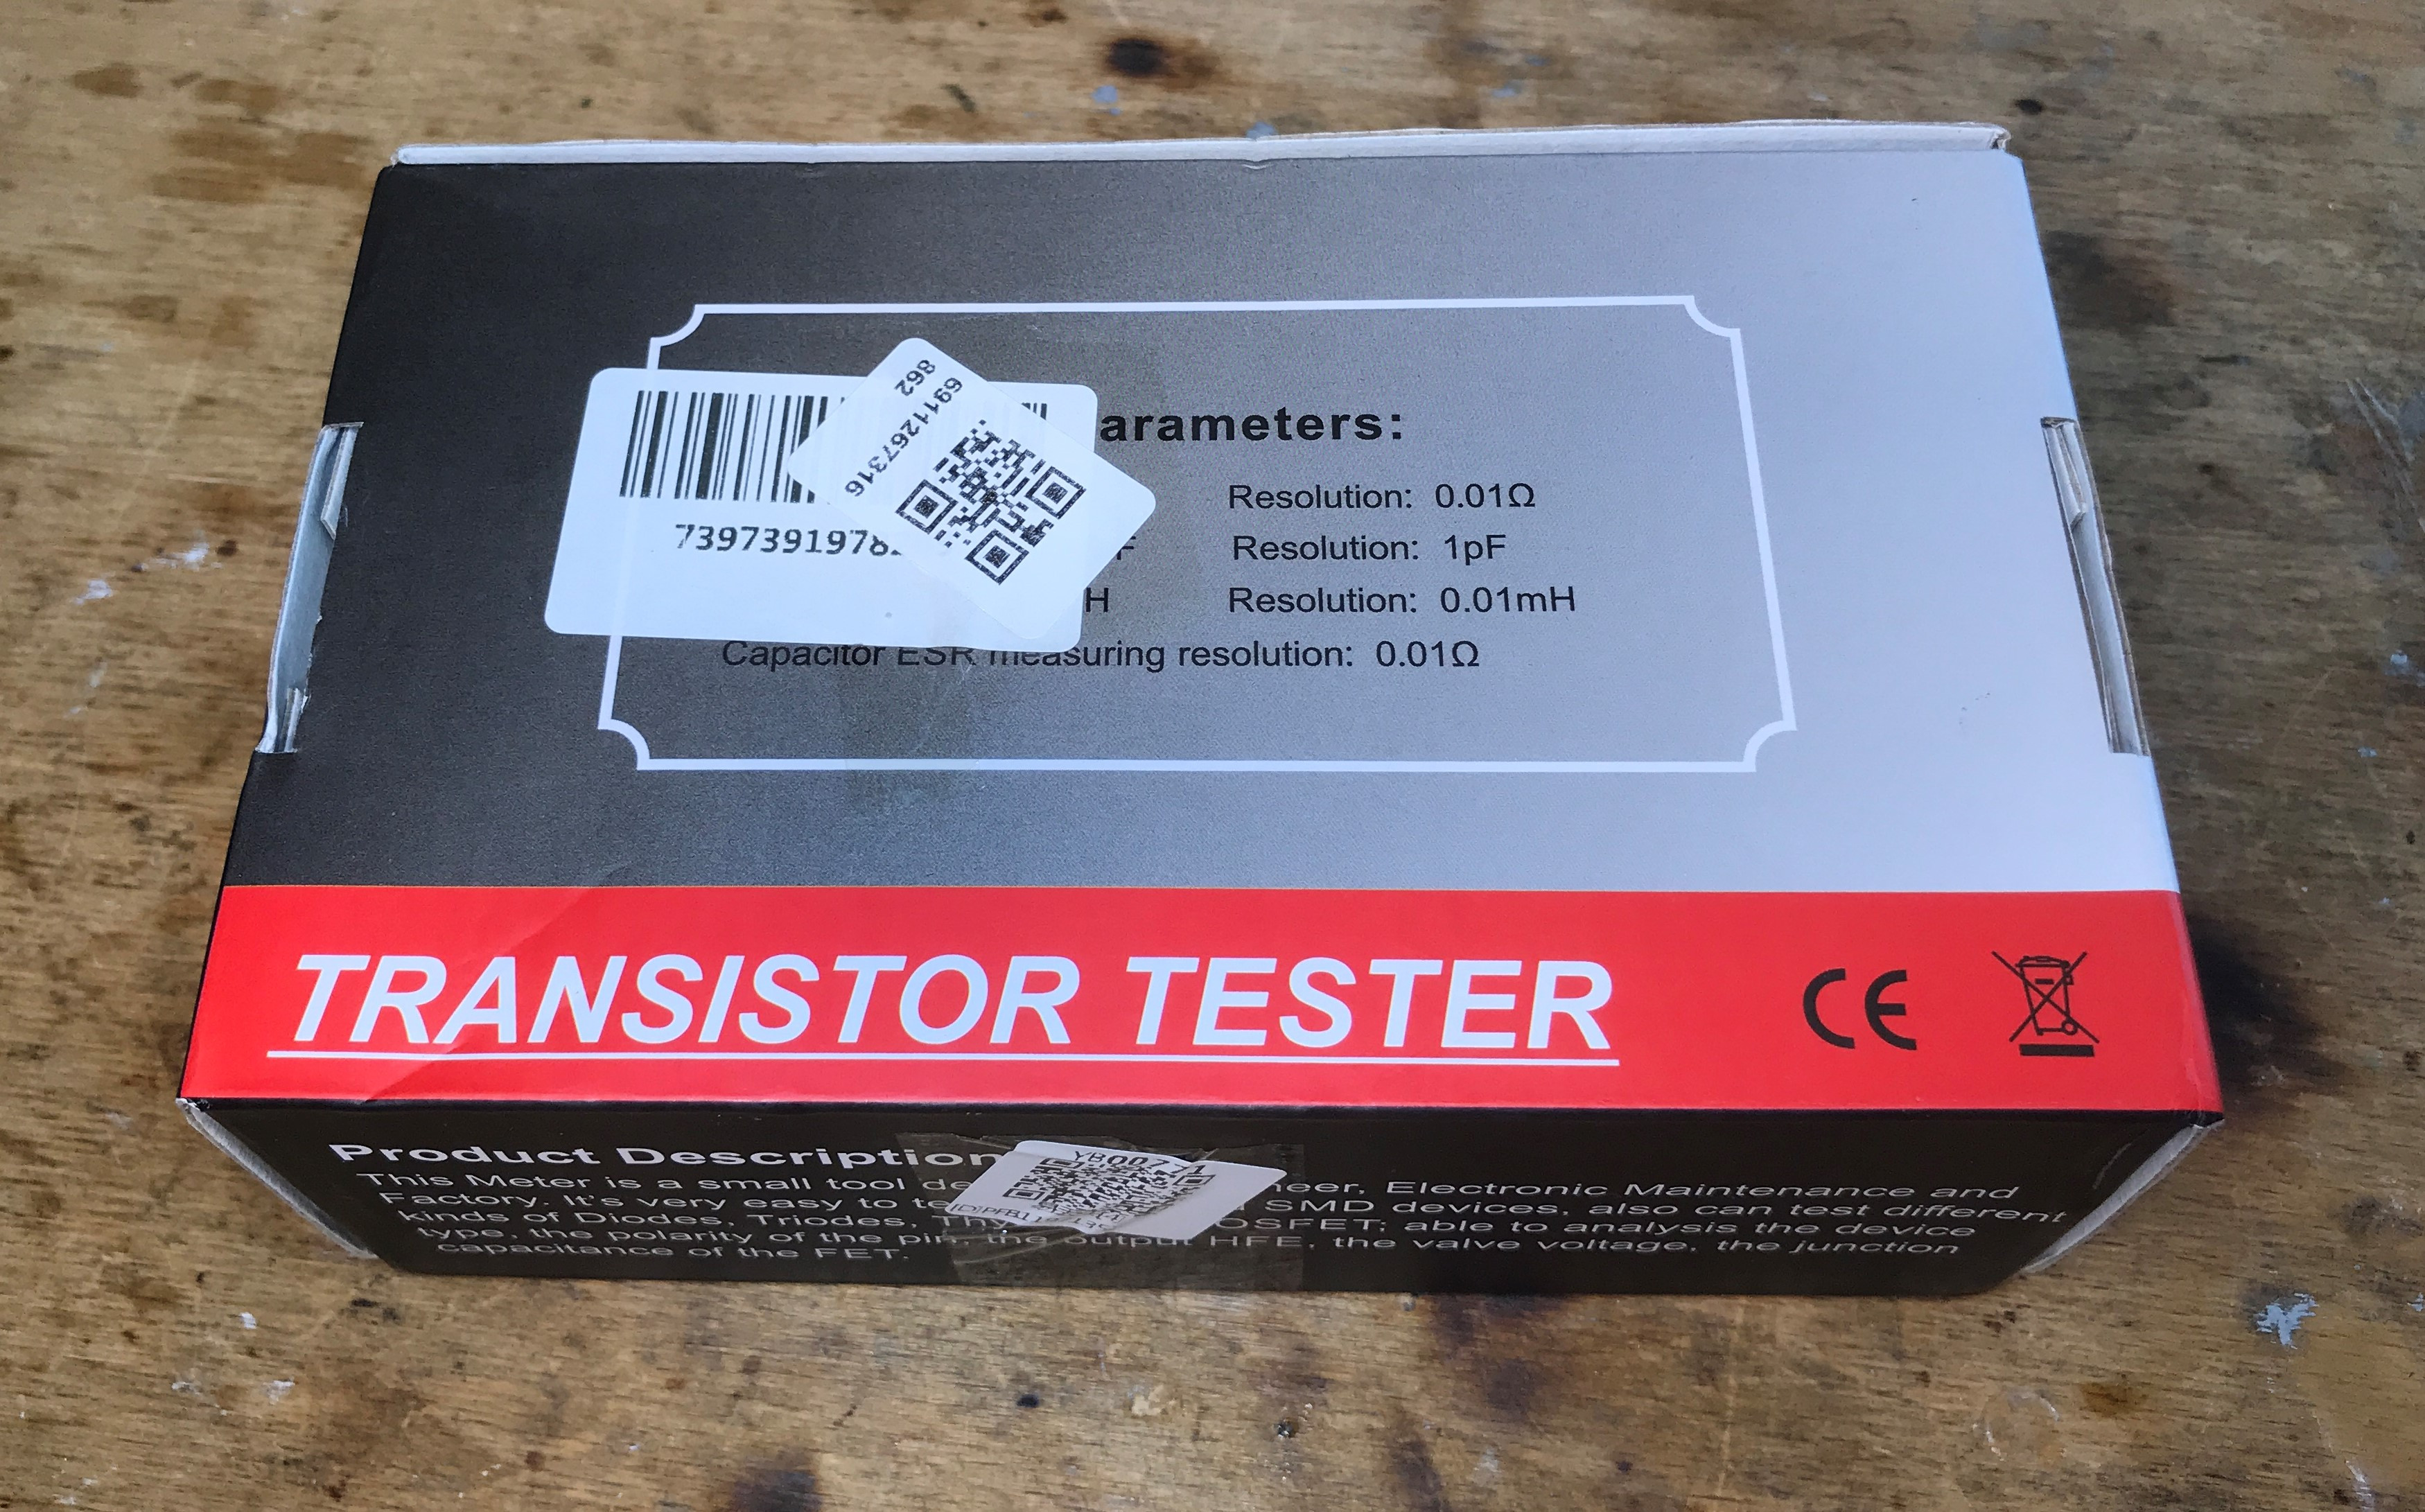 862
6911267316
7397391978
arameters:
Resolution: 0.01Ω
F Resolution: 1pF
H Resolution: 0.01mH
Capacitor ESR measuring resolution: 0.01Ω
TRANSISTOR TESTER
CE
Product Description
YB00271
This Meter is a small tool de neer, Electronic Maintenance and
Factory. It's very easy to te SMD devices, also can test different
kinds of Diodes, Triodes, Thy OSFET; able to analysis the device
type, the polarity of the pin, the output HFE, the valve voltage, the junction
capacitance of the FET.